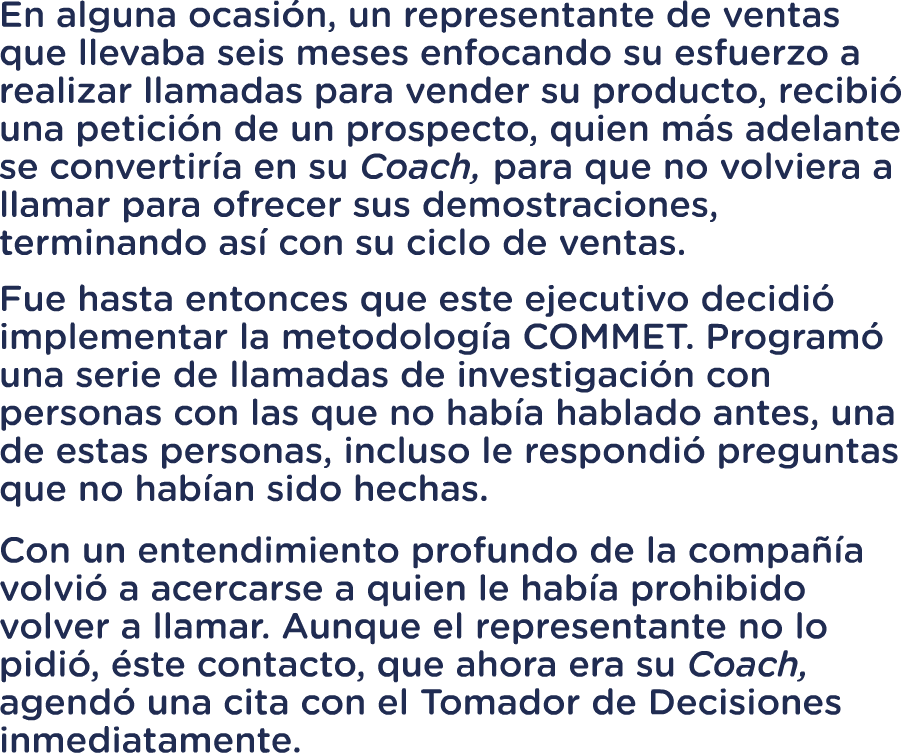 En alguna ocasión, un representante de ventas
que llevaba seis meses enfocando su esfuerzo a
realizar llamadas para vender su producto, recibió
una petición de un prospecto, quien más adelante
se convertiría en su Coach, para que no volviera a
llamar para ofrecer sus demostraciones,
terminando así con su ciclo de ventas.
Fue hasta entonces que este ejecutivo decidió
implementar la metodología COMMET. Programó
una serie de llamadas de investigación con
personas con las que no había hablado antes, una
de estas personas, incluso le respondió preguntas
que no habían sido hechas.
Con un entendimiento profundo de la compañía
volvió a acercarse a quien le había prohibido
volver a llamar. Aunque el representante no lo
pidió, éste contacto, que ahora era su Coach,
agendó una cita con el Tomador de Decisiones
inmediatamente.